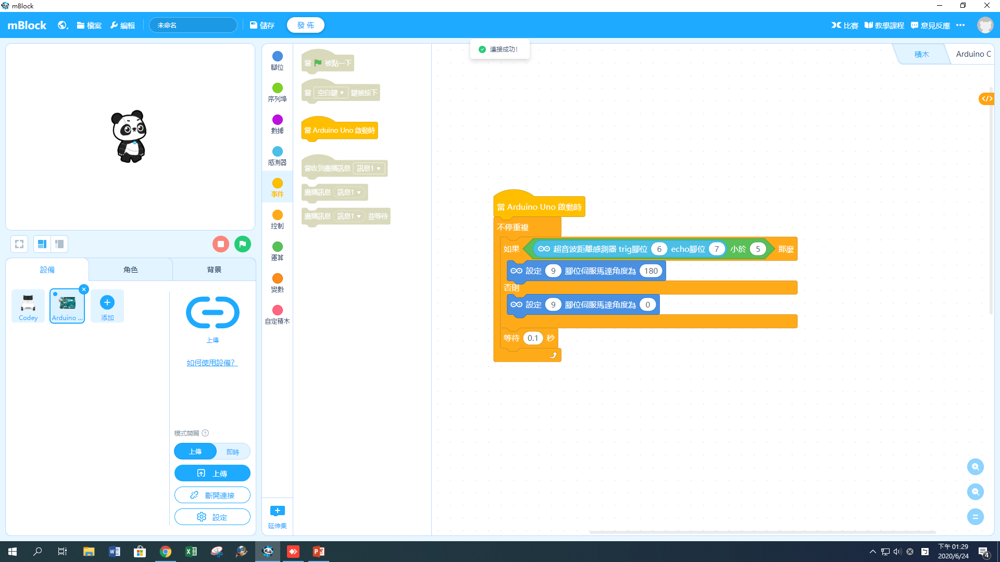 mBlock
mBlock
檔案
編輯
未命名
儲存
發佈
比賽
教學課程
意見反應
連接成功！
積木
Arduino C
腳位
序列埠
數據
感測器
事件
控制
運算
變數
自定積木
延伸集
當 被點一下
當 空白鍵 鍵被按下
當 Arduino Uno 啟動時
當收到廣播訊息 訊息1
廣播訊息 訊息1
廣播訊息 訊息1 並等待
當 Arduino Uno 啟動時
不停重複
如果 超音波距離感測器 trig腳位 6 echo腳位 7 小於 5 那麼
設定 9 腳位伺服馬達角度為 180
否則
設定 9 腳位伺服馬達角度為 0
等待 0.1 秒
設備
角色
背景
Codey
Arduino ...
添加
上傳
如何使用設備?
模式開關 ?
上傳
即時
上傳
斷開連接
設定
下午 01:29
2020/6/24
4